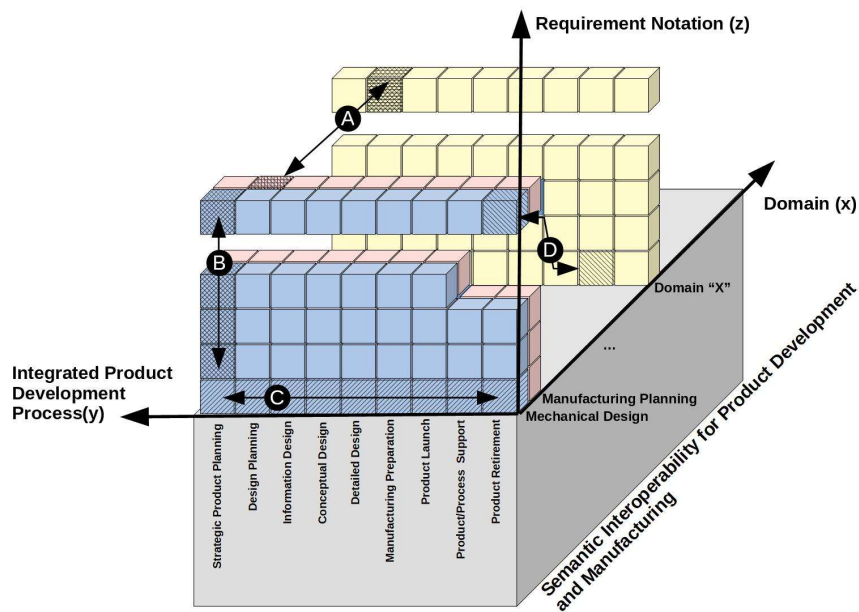 Requirement Notation (z)
A
Domain (x)
B
D
Domain “X”
...
Integrated Product
Development
Process(y)
C
Manufacturing Planning
Mechanical Design
Strategic Product Planning
Design Planning
Information Design
Conceptual Design
Detailed Design
Manufacturing Preparation
Product Launch
Product/Process Support
Product Retirement
Semantic Interoperability for Product Development
and Manufacturing